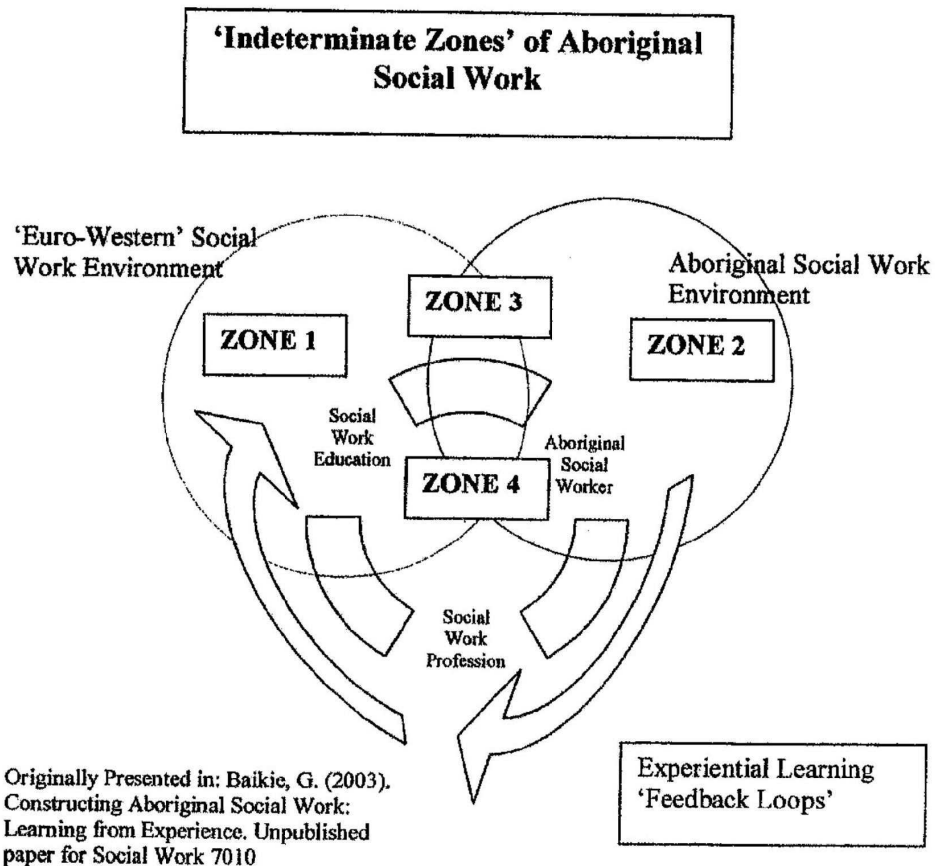 'Indeterminate Zones' of Aboriginal
Social Work
'Euro-Western' Social
Work Environment
Aboriginal Social Work
Environment
ZONE 3
ZONE 1
ZONE 2
Social
Work
Education
Aboriginal
Social
Worker
ZONE 4
Social
Work
Profession
Originally Presented in: Baikie, G. (2003).
Constructing Aboriginal Social Work:
Learning from Experience. Unpublished
paper for Social Work 7010
Experiential Learning
'Feedback Loops'